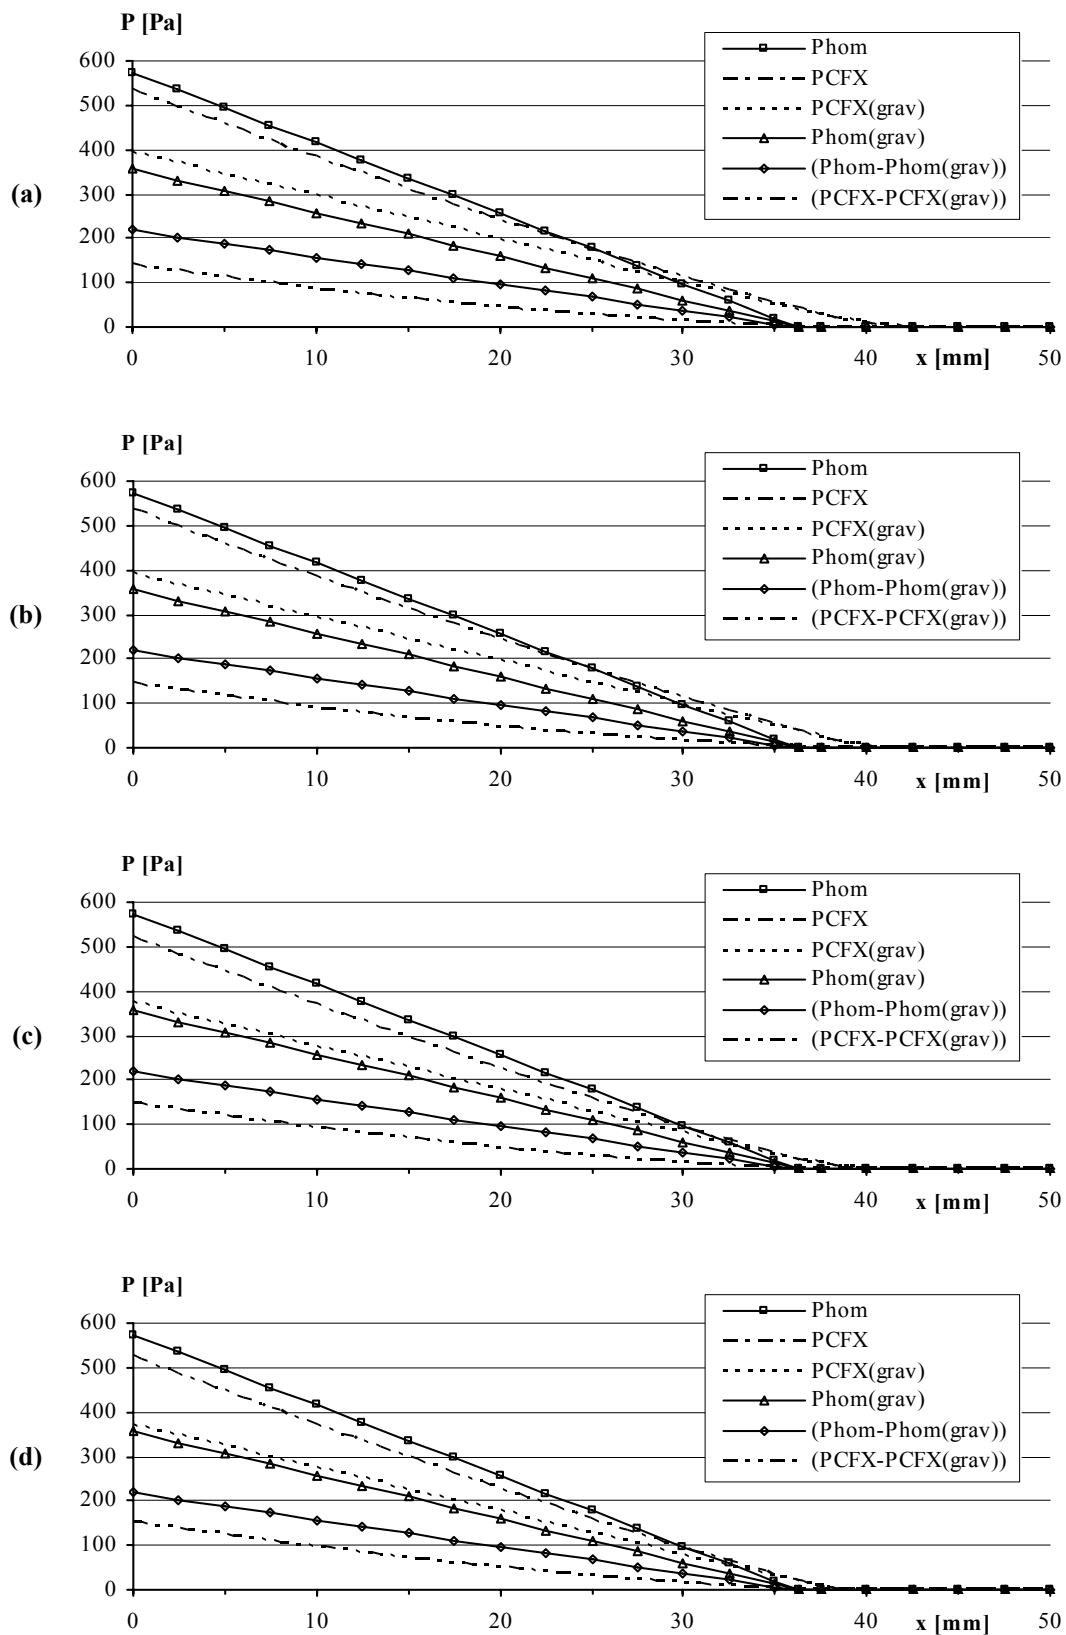 P [Pa]
600
500
400
300
200
100
0
(a)
Phom
PCFX
PCFX(grav)
Phom(grav)
(Phom-Phom(grav))
(PCFX-PCFX(grav))
0 10 20 30 40 x [mm] 50
P [Pa]
600
500
400
300
200
100
0
(b)
Phom
PCFX
PCFX(grav)
Phom(grav)
(Phom-Phom(grav))
(PCFX-PCFX(grav))
0 10 20 30 40 x [mm] 50
P [Pa]
600
500
400
300
200
100
0
(c)
Phom
PCFX
PCFX(grav)
Phom(grav)
(Phom-Phom(grav))
(PCFX-PCFX(grav))
0 10 20 30 40 x [mm] 50
P [Pa]
600
500
400
300
200
100
0
(d)
Phom
PCFX
PCFX(grav)
Phom(grav)
(Phom-Phom(grav))
(PCFX-PCFX(grav))
0 10 20 30 40 x [mm] 50